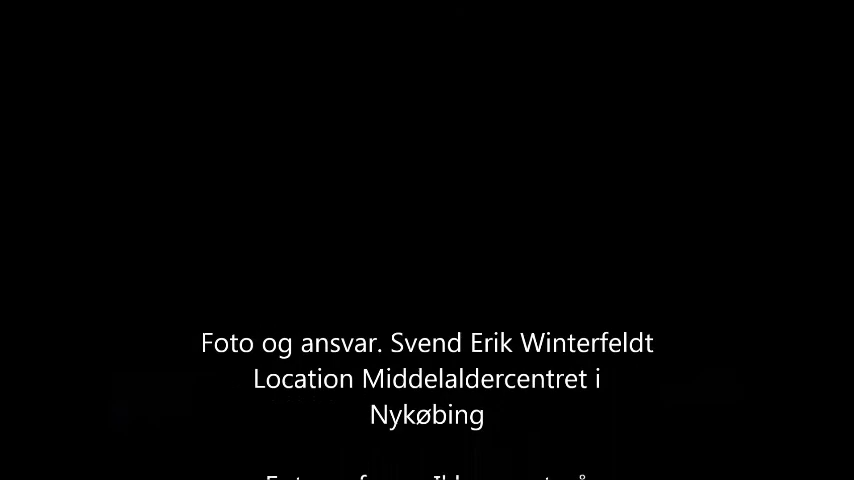 Foto og ansvar. Svend Erik Winterfeldt
Location Middelaldercentret i
Nykøbing